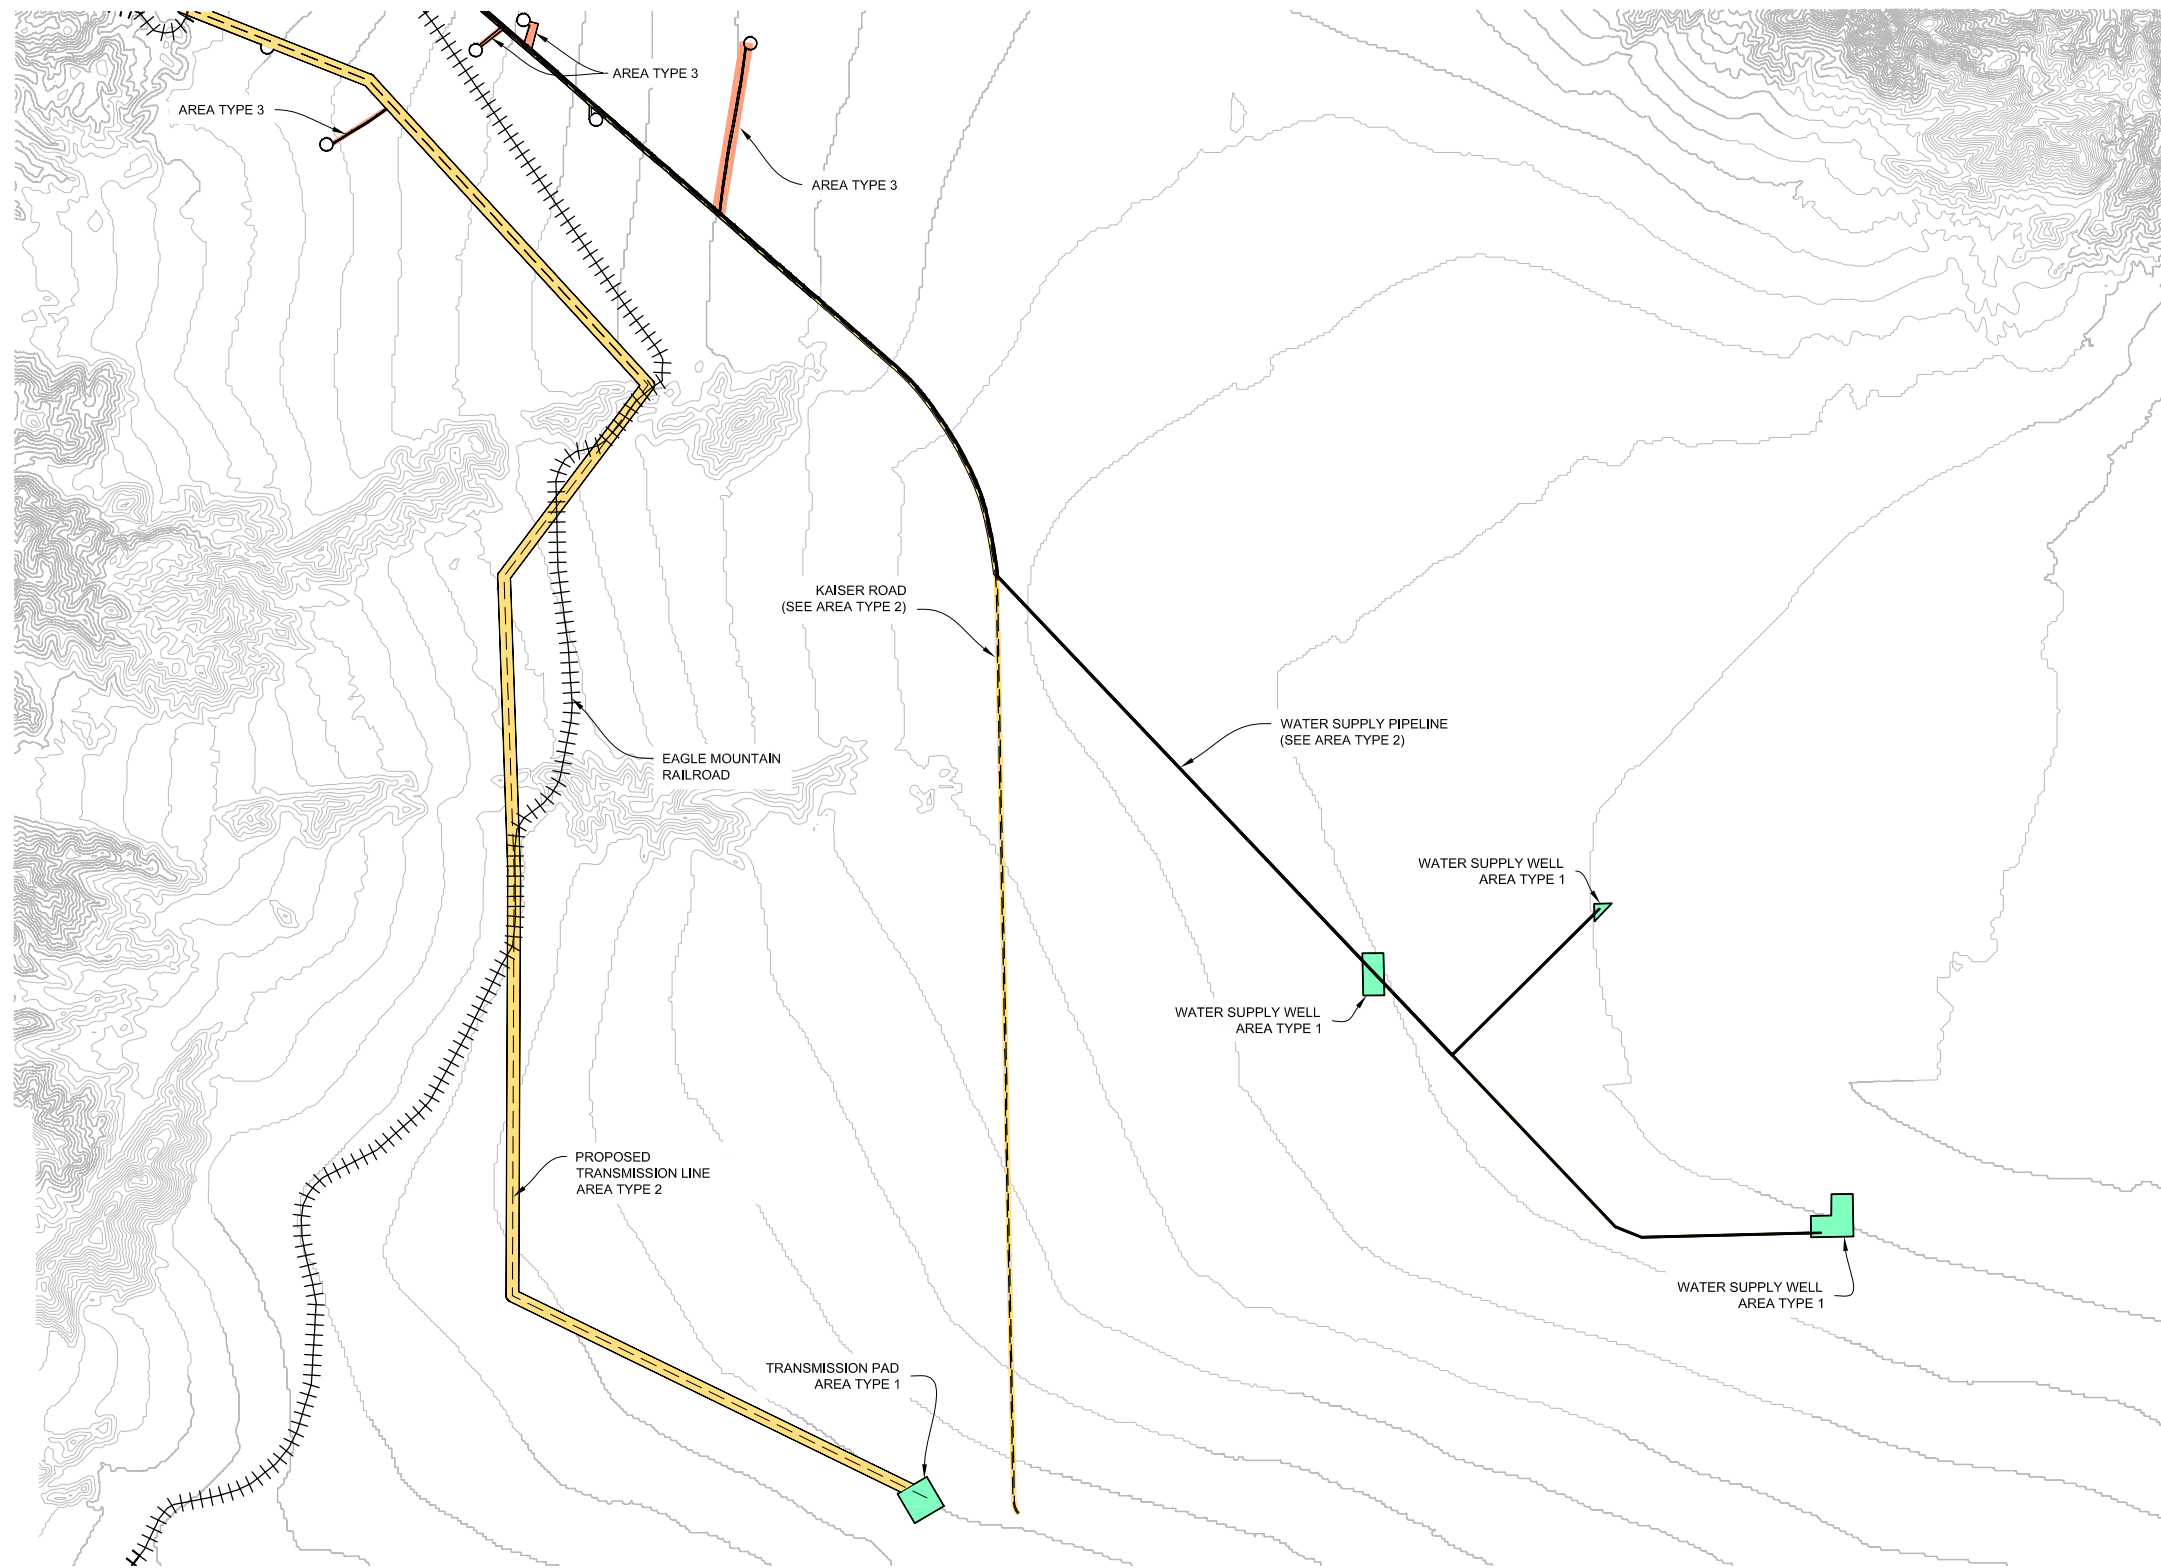 AREA TYPE 3
AREA TYPE 3
AREA TYPE 3
KAISER ROAD
(SEE AREA TYPE 2)
WATER SUPPLY PIPELINE
(SEE AREA TYPE 2)
EAGLE MOUNTAIN
RAILROAD
WATER SUPPLY WELL
AREA TYPE 1
WATER SUPPLY WELL
AREA TYPE 1
PROPOSED
TRANSMISSION LINE
AREA TYPE 2
WATER SUPPLY WELL
AREA TYPE 1
TRANSMISSION PAD
AREA TYPE 1